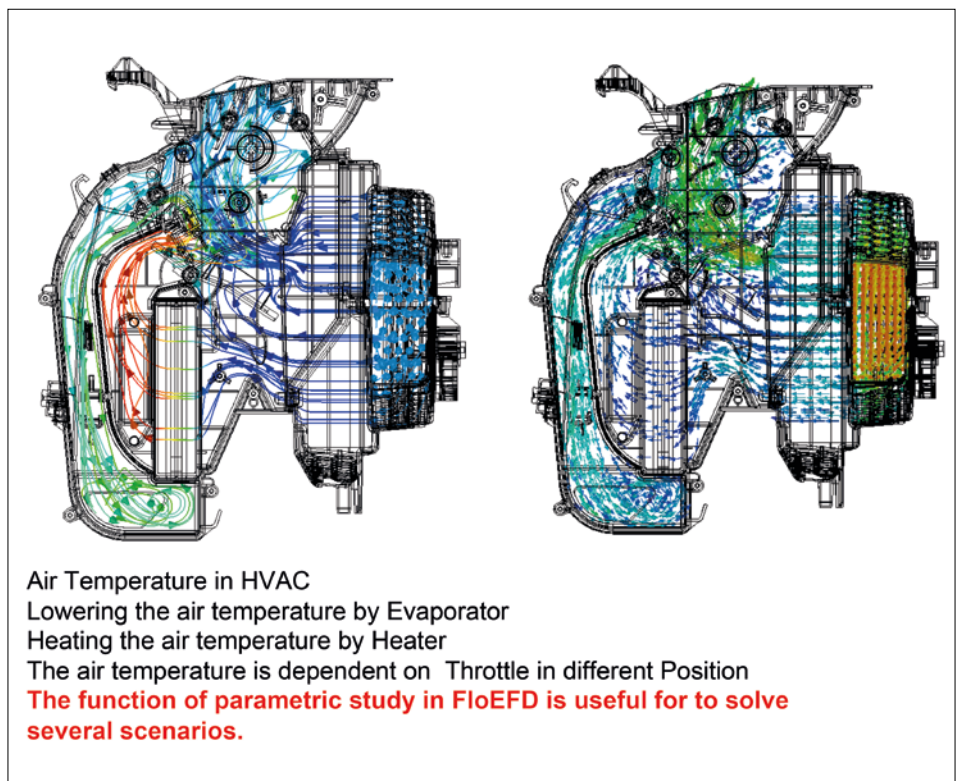 Air Temperature in HVAC
Lowering the air temperature by Evaporator
Heating the air temperature by Heater
The air temperature is dependent on Throttle in different Position
The function of parametric study in FloEFD is useful for to solve
several scenarios.